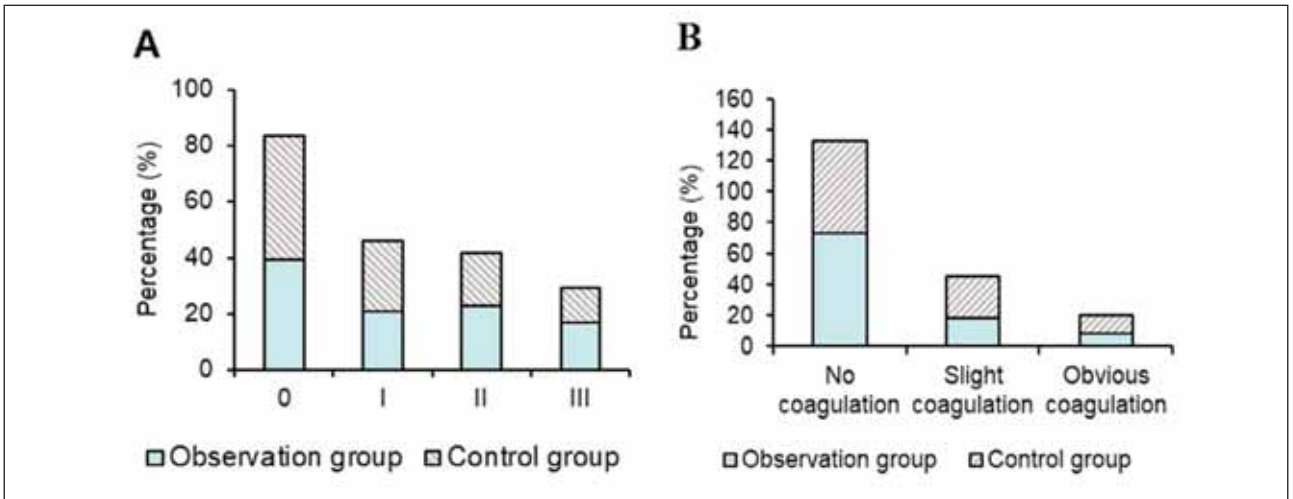 A
Percentage (%)
100
80
60
40
20
0
0 I II III
Observation group Control group
B
Percentage (%)
160
140
120
100
80
60
40
20
0
No coagulation
Slight coagulation
Obvious coagulation
Observation group Control group